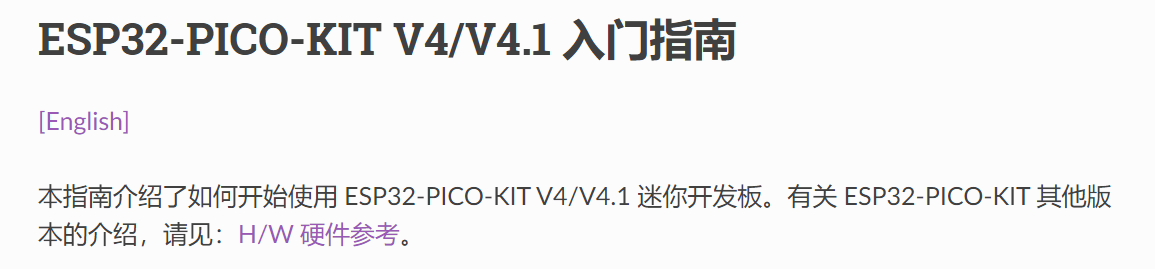 ESP32-PICO-KIT V4/V4.1 入门指南
[English]
本指南介绍了如何开始使用 ESP32-PICO-KIT V4/V4.1 迷你开发板。有关 ESP32-PICO-KIT 其他版
本的介绍，请见：H/W 硬件参考。